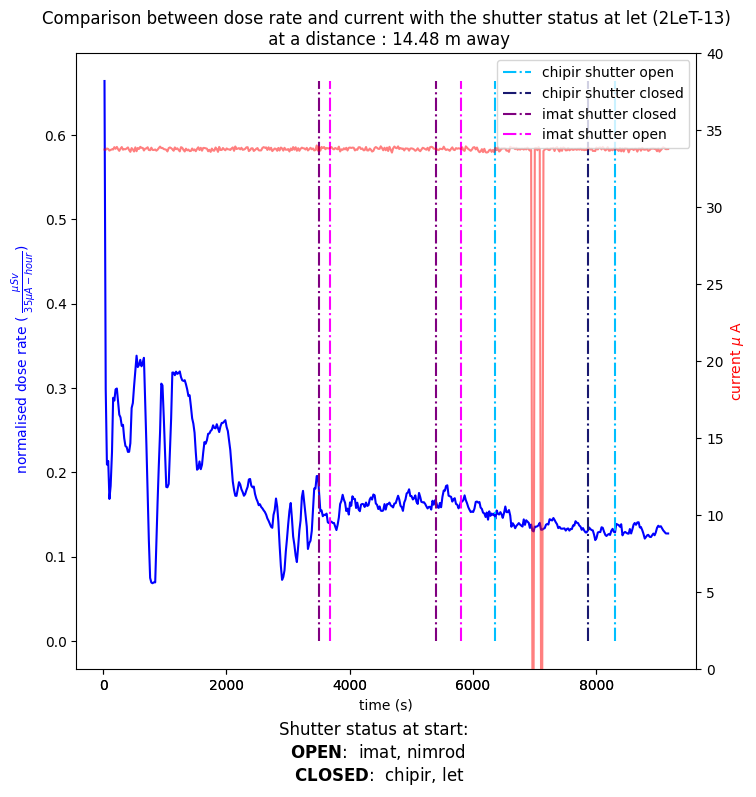 Comparison between dose rate and current with the shutter status at let (2LeT-13)
at a distance : 14.48 m away
chipir shutter open
chipir shutter closed
imat shutter closed
imat shutter open
normalised dose rate ( μSv / 35μA − hour )
0.6
0.5
0.4
0.3
0.2
0.1
0.0
40
35
30
25
20
15
10
5
0
current μ A
0 2000 4000 6000 8000
time (s)
Shutter status at start:
OPEN: imat, nimrod
CLOSED: chipir, let